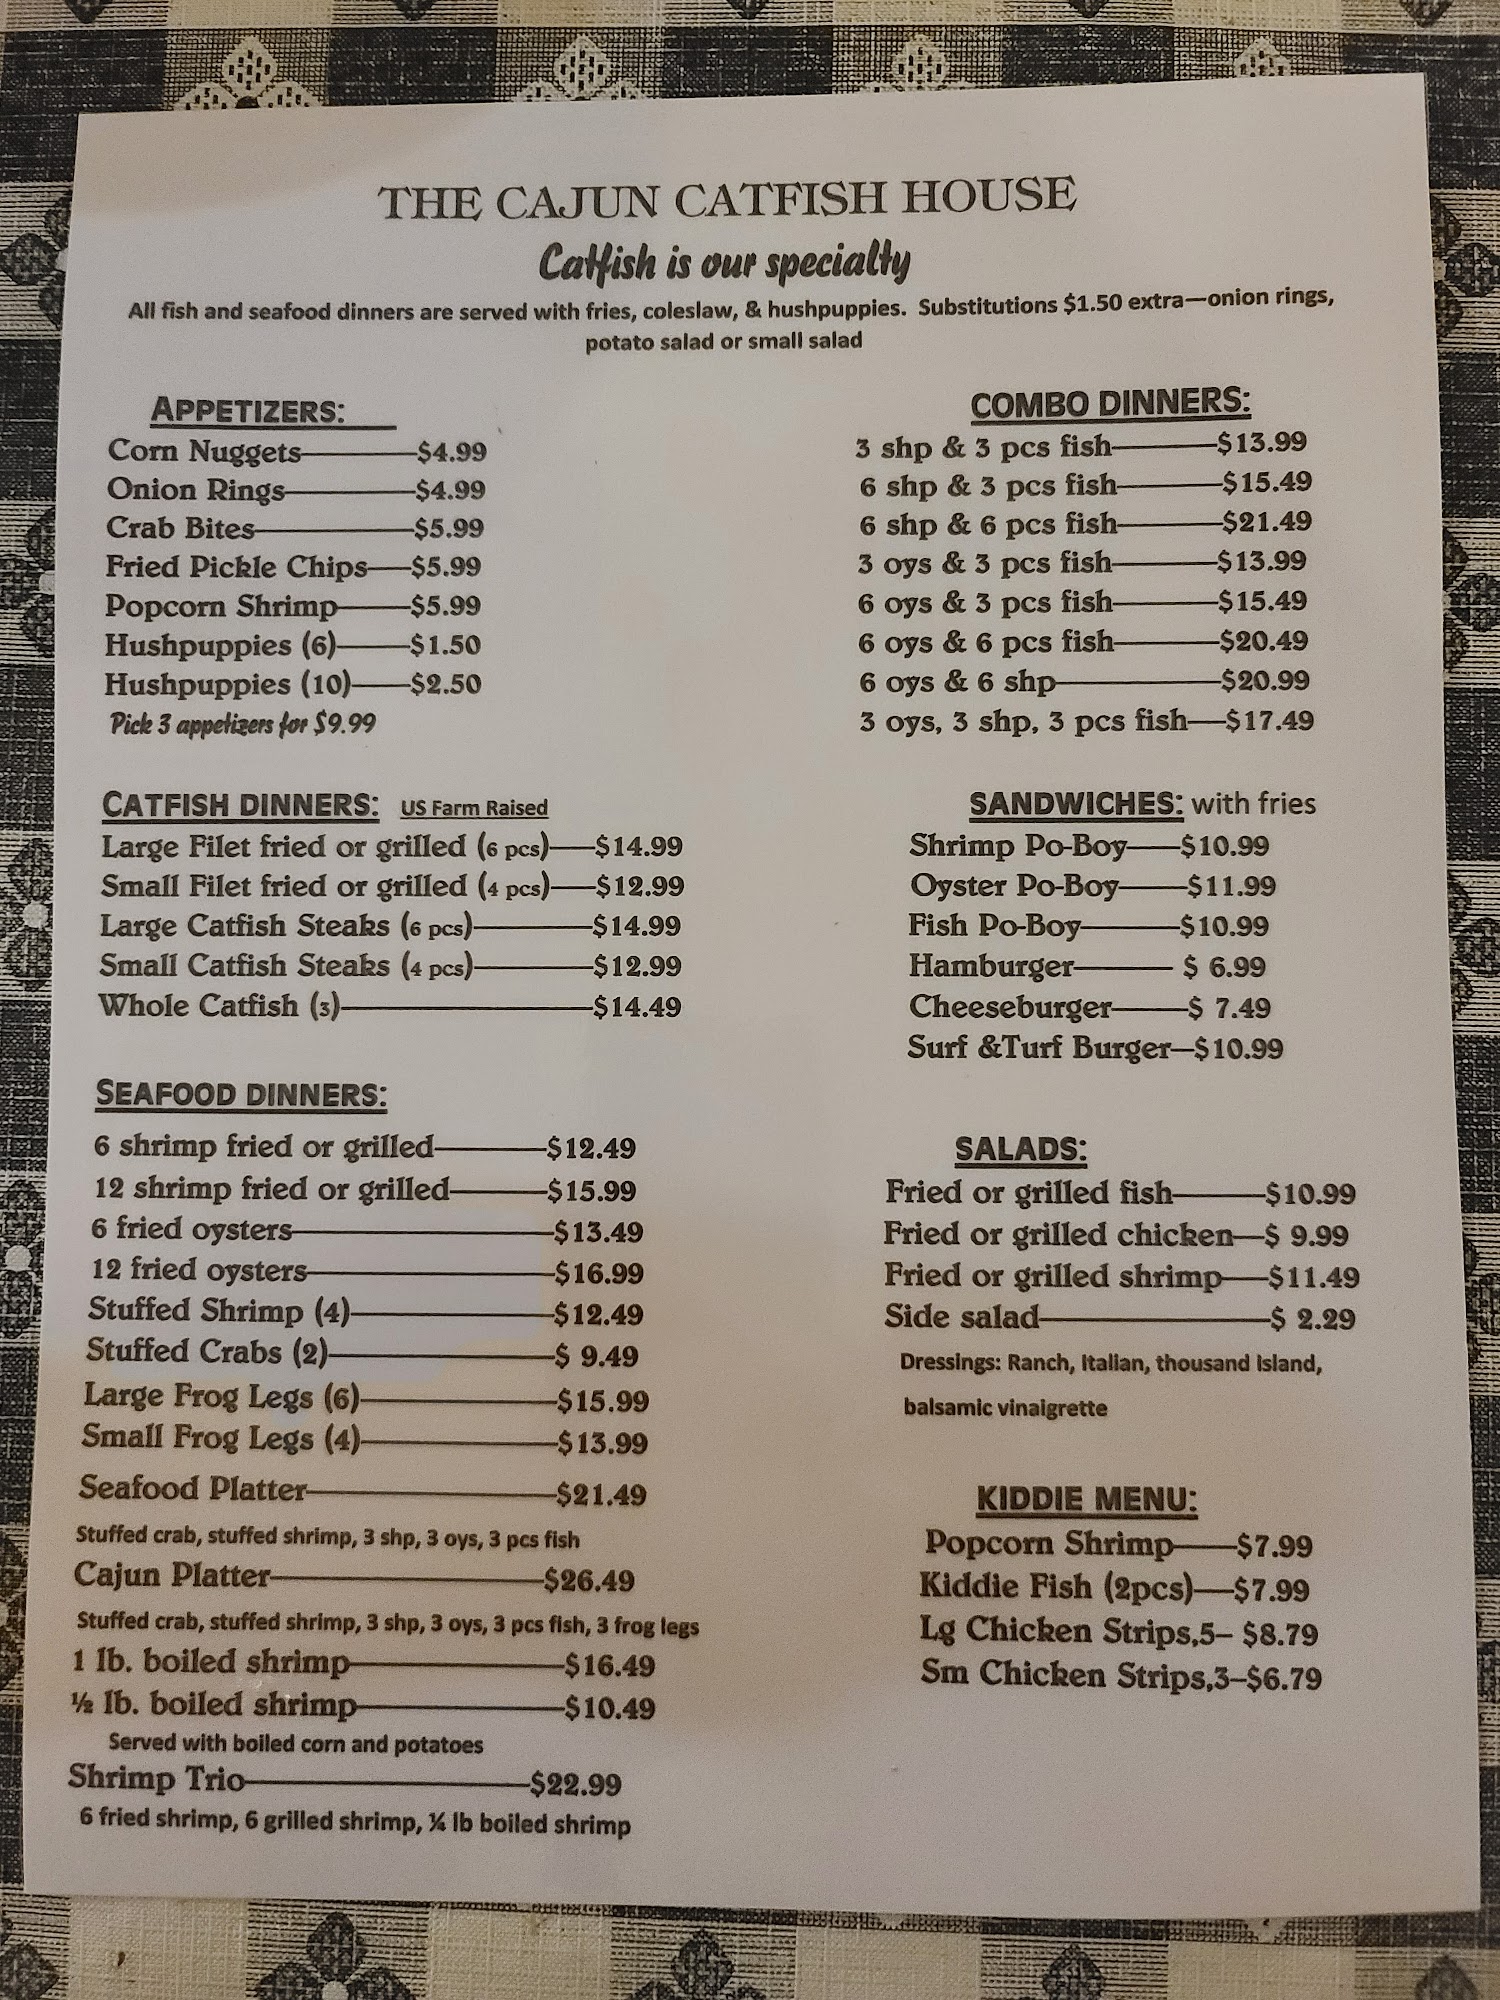 THE CAJUN CATFISH HOUSE
Catfish is our specialty
All fish and seafood dinners are served with fries, coleslaw, & hushpuppies. Substitutions $1.50 extra—onion rings,
potato salad or small salad
APPETIZERS:
Corn Nuggets—$4.99
Onion Rings—$4.99
Crab Bites—$5.99
Fried Pickle Chips—$5.99
Popcorn Shrimp—$5.99
Hushpuppies (6)—$1.50
Hushpuppies (10)—$2.50
Pick 3 appetizers for $9.99
CATFISH DINNERS: US Farm Raised
Large Filet fried or grilled (6 pcs)—$14.99
Small Filet fried or grilled (4 pcs)—$12.99
Large Catfish Steaks (6 pcs)—$14.99
Small Catfish Steaks (4 pcs)—$12.99
Whole Catfish (3)—$14.49
SEAFOOD DINNERS:
6 shrimp fried or grilled—$12.49
12 shrimp fried or grilled—$15.99
6 fried oysters—$13.49
12 fried oysters—$16.99
Stuffed Shrimp (4)—$12.49
Stuffed Crabs (2)—$ 9.49
Large Frog Legs (6)—$15.99
Small Frog Legs (4)—$13.99
Seafood Platter—$21.49
Stuffed crab, stuffed shrimp, 3 shp, 3 oys, 3 pcs fish
Cajun Platter—$26.49
Stuffed crab, stuffed shrimp, 3 shp, 3 oys, 3 pcs fish, 3 frog legs
1 lb. boiled shrimp—$16.49
½ lb. boiled shrimp—$10.49
Served with boiled corn and potatoes
Shrimp Trio—$22.99
6 fried shrimp, 6 grilled shrimp, ¼ lb boiled shrimp
COMBO DINNERS:
3 shp & 3 pcs fish—$13.99
6 shp & 3 pcs fish—$15.49
6 shp & 6 pcs fish—$21.49
3 oys & 3 pcs fish—$13.99
6 oys & 3 pcs fish—$15.49
6 oys & 6 pcs fish—$20.49
6 oys & 6 shp—$20.99
3 oys, 3 shp, 3 pcs fish—$17.49
SANDWICHES: with fries
Shrimp Po-Boy—$10.99
Oyster Po-Boy—$11.99
Fish Po-Boy—$10.99
Hamburger— $ 6.99
Cheeseburger—$ 7.49
Surf &Turf Burger—$10.99
SALADS:
Fried or grilled fish—$10.99
Fried or grilled chicken—$ 9.99
Fried or grilled shrimp—$11.49
Side salad—$ 2.29
Dressings: Ranch, Italian, thousand Island,
balsamic vinaigrette
KIDDIE MENU:
Popcorn Shrimp—$7.99
Kiddie Fish (2pcs)—$7.99
Lg Chicken Strips,5– $8.79
Sm Chicken Strips,3–$6.79